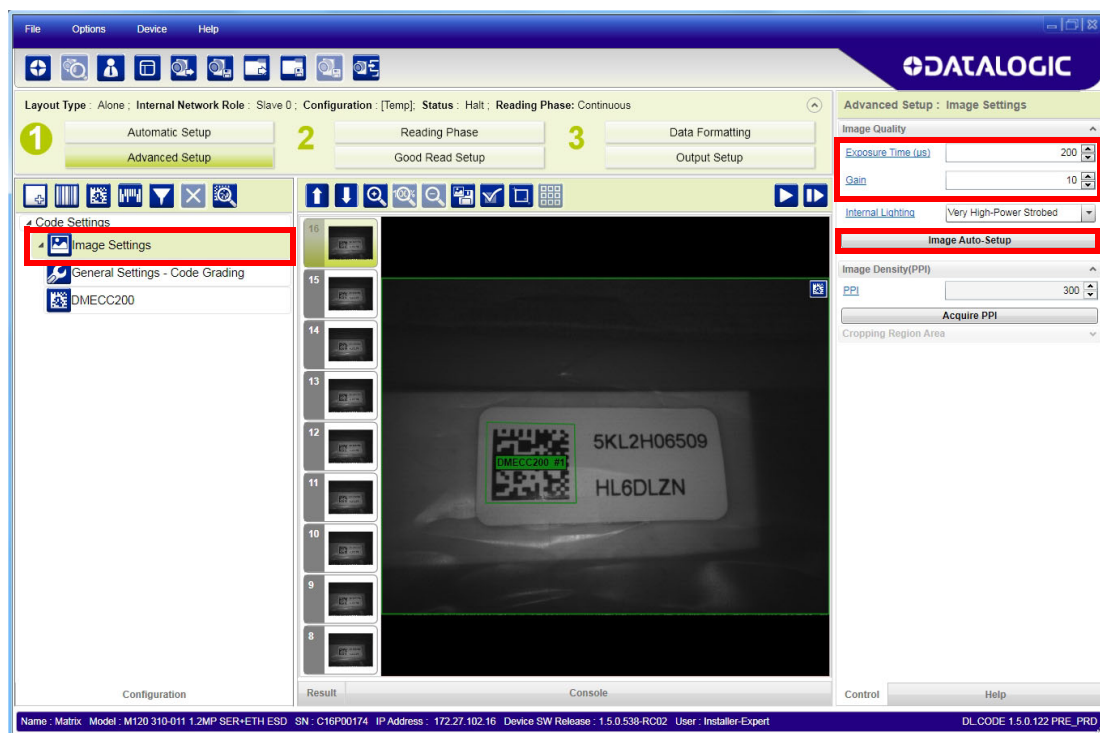 File Options Device Help
DATALOGIC
Layout Type : Alone ; Internal Network Role : Slave 0 ; Configuration : [Temp]; Status : Halt ; Reading Phase: Continuous
1 Automatic Setup 2 Reading Phase 3 Data Formatting
Advanced Setup Good Read Setup Output Setup
Code Settings
Image Settings
General Settings - Code Grading
DMECC200
Configuration
100%
16
15
14
13
12
11
10
9
8
5KL2H06509
DMECC200 #1
HL6DLZN
Result Console
Advanced Setup : Image Settings
Image Quality
Exposure Time (µs) 200
Gain 10
Internal Lighting Very High-Power Strobed
Image Auto-Setup
Image Density(PPI)
PPI 300
Acquire PPI
Cropping Region Area
Control Help
Name : Matrix Model : M120 310-011 1.2MP SER+ETH ESD SN : C16P00174 IP Address : 172.27.102.16 Device SW Release : 1.5.0.538-RC02 User : Installer-Expert DL.CODE 1.5.0.122 PRE_PRD